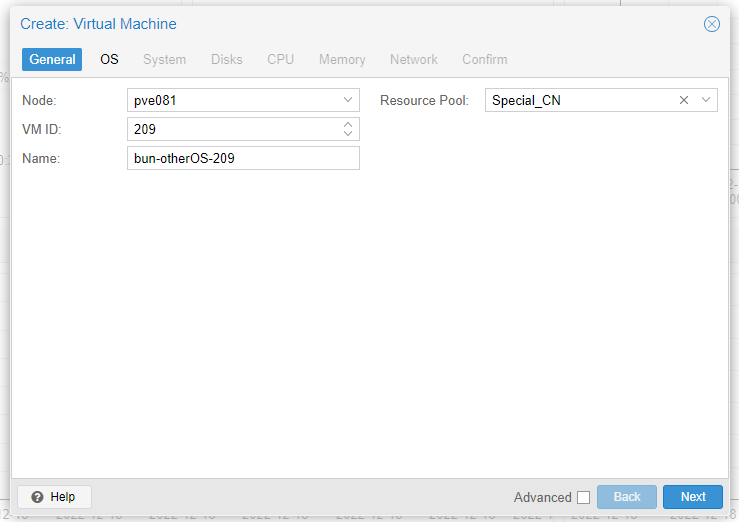 Create: Virtual Machine
General OS System Disks CPU Memory Network Confirm
Node: pve081 Resource Pool: Special_CN
VM ID: 209
Name: bun-otherOS-209
Help Advanced Back Next